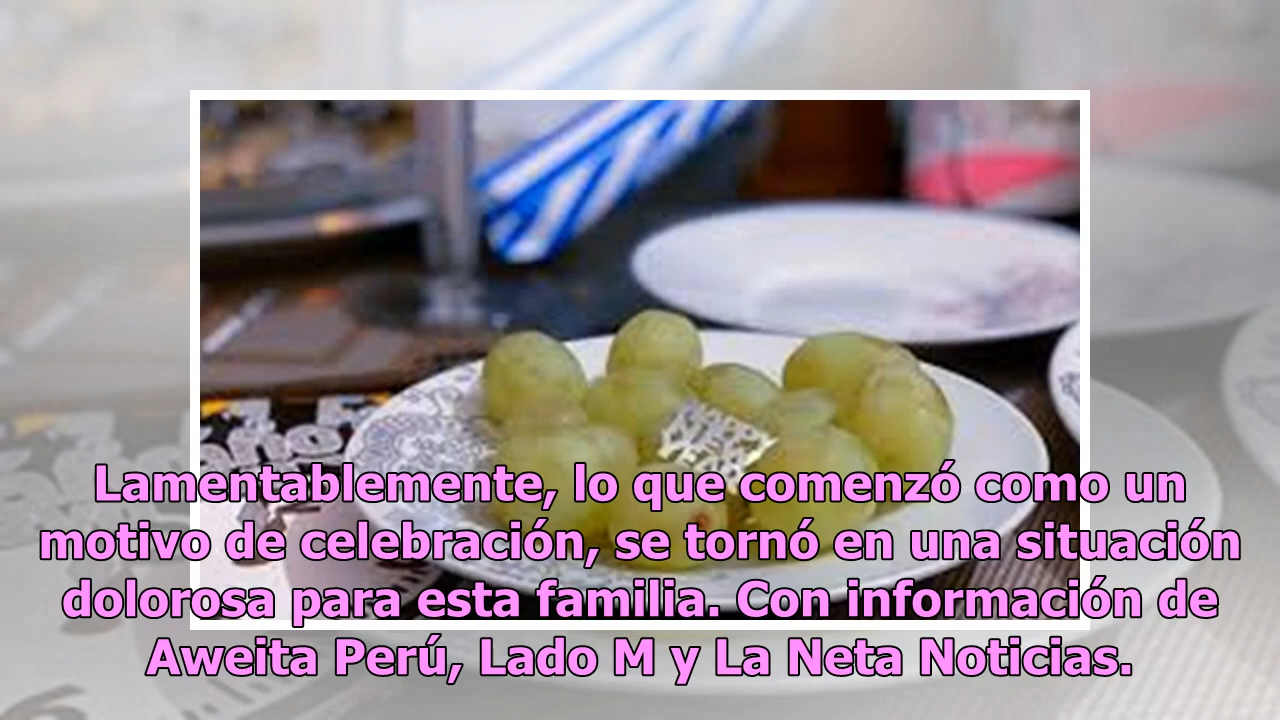 Lamentablemente, lo que comenzó como un
motivo de celebración, se tornó en una situación
dolorosa para esta familia. Con información de
Aweita Perú, Lado M y La Neta Noticias.